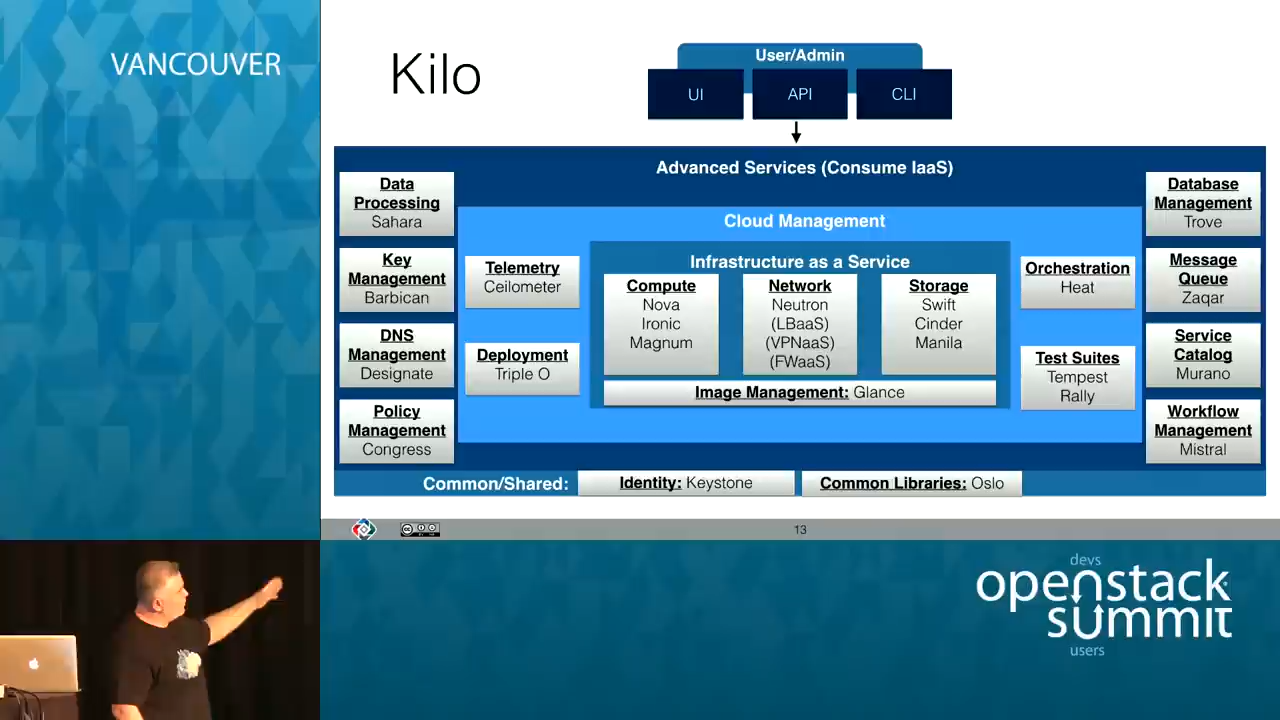 VANCOUVER
Kilo
User/Admin
UI
API
CLI
Advanced Services (Consume IaaS)
Data
Processing
Sahara
Key
Management
Barbican
DNS
Management
Designate
Policy
Management
Congress
Cloud Management
Telemetry
Ceilometer
Deployment
Triple O
Infrastructure as a Service
Compute
Nova
Ironic
Magnum
Network
Neutron
(LBaaS)
(VPNaaS)
(FWaaS)
Storage
Swift
Cinder
Manila
Image Management: Glance
Orchestration
Heat
Test Suites
Tempest
Rally
Database
Management
Trove
Message
Queue
Zaqar
Service
Catalog
Murano
Workflow
Management
Mistral
Common/Shared:
Identity: Keystone
Common Libraries: Oslo
13
devs
openstack
summit
users